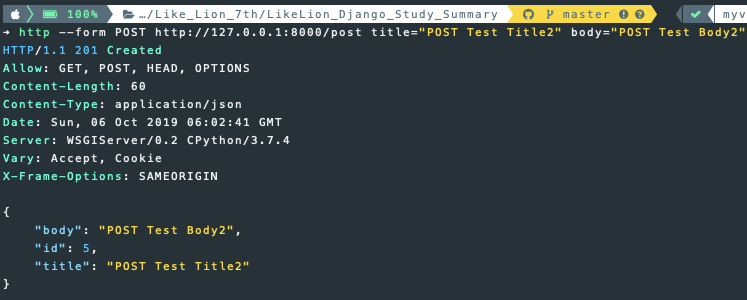 100% …/Like_Lion_7th/LikeLion_Django_Study_Summary master myv
→ http --form POST http://127.0.0.1:8000/post title="POST Test Title2" body="POST Test Body2"
HTTP/1.1 201 Created
Allow: GET, POST, HEAD, OPTIONS
Content-Length: 60
Content-Type: application/json
Date: Sun, 06 Oct 2019 06:02:41 GMT
Server: WSGIServer/0.2 CPython/3.7.4
Vary: Accept, Cookie
X-Frame-Options: SAMEORIGIN
{
"body": "POST Test Body2",
"id": 5,
"title": "POST Test Title2"
}